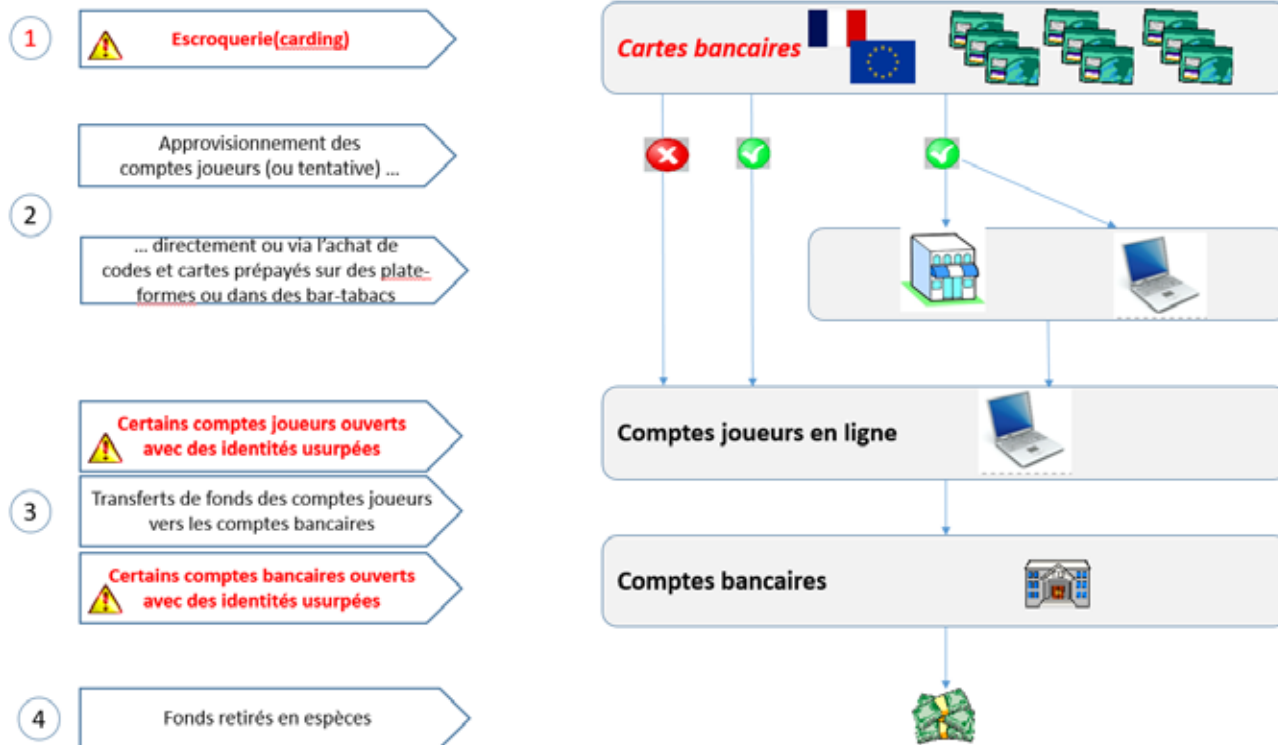 1
Escroquerie(carding)
Cartes bancaires
Approvisionnement des
comptes joueurs (ou tentative) ...
2
... directement ou via l'achat de
codes et cartes prépayés sur des plate-
formes ou dans des bar-tabacs
Certains comptes joueurs ouverts
avec des identités usurpées
Comptes joueurs en ligne
3
Transferts de fonds des comptes joueurs
vers les comptes bancaires
Certains comptes bancaires ouverts
avec des identités usurpées
Comptes bancaires
4
Fonds retirés en espèces